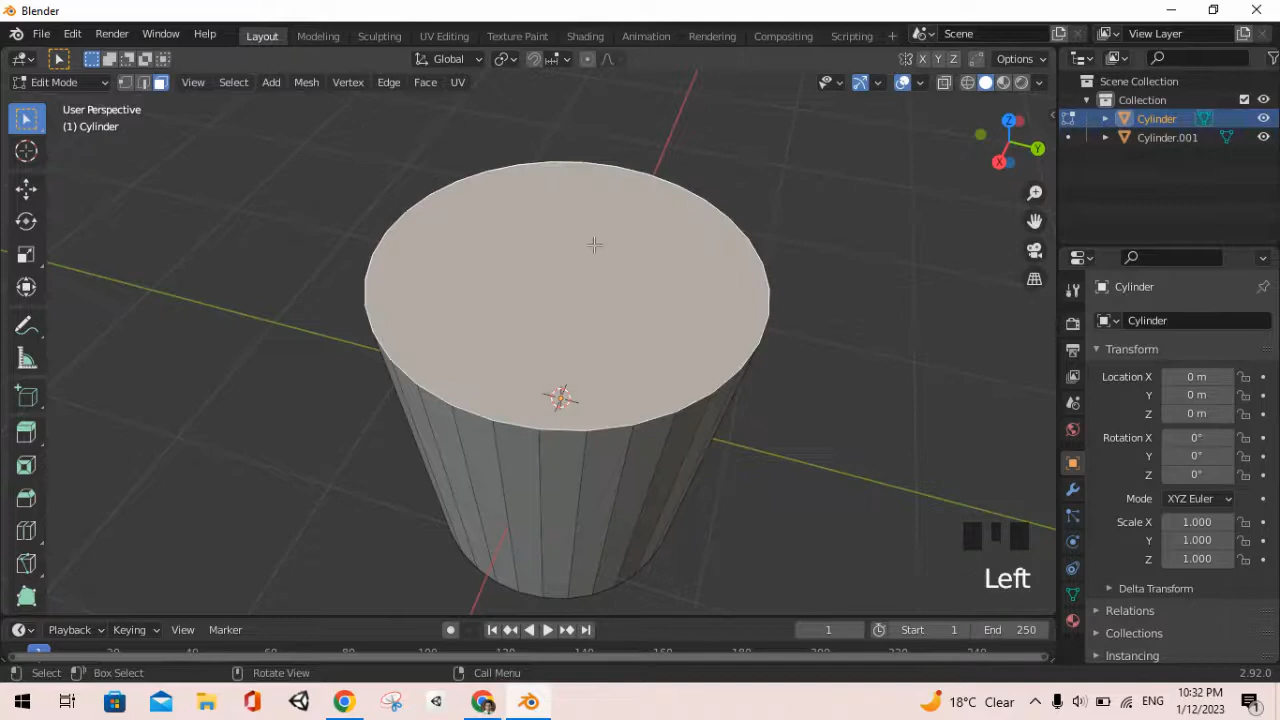 Blender
File Edit Render Window Help Layout Modeling Sculpting UV Editing Texture Paint Shading Animation Rendering Compositing Scripting Scene View Layer
Global Options
Edit Mode View Select Add Mesh Vertex Edge Face UV
X Y Z
User Perspective
(1) Cylinder
Z
Y
X
Scene Collection
Collection
Cylinder
Cylinder.001
Cylinder
Cylinder
Transform
Location X 0 m
Y 0 m
Z 0 m
Rotation X 0°
Y 0°
Z 0°
Mode XYZ Euler
Scale X 1.000
Y 1.000
Z 1.000
Delta Transform
Relations
Collections
Instancing
Left
Playback Keying View Marker 1 Start 1 End 250
Select Box Select Rotate View Call Menu 2.92.0
18°C Clear ENG 10:32 PM
1/12/2023
1